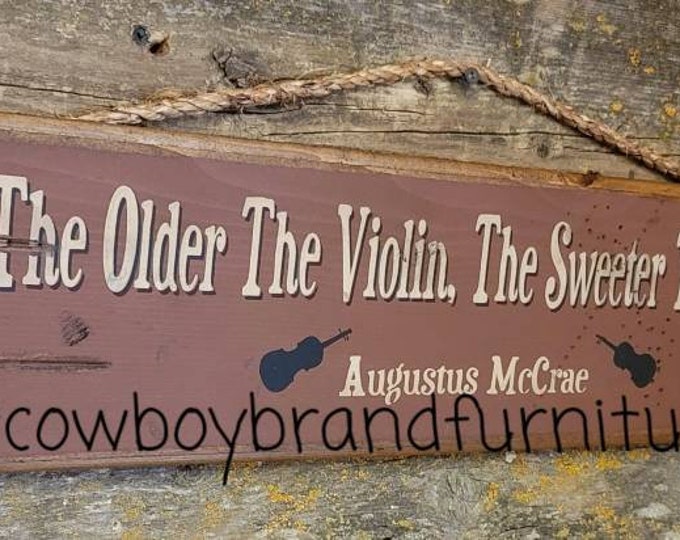 The Older The Violin, The Sweeter T
Augustus McCrae
cowboybrandfurnitu